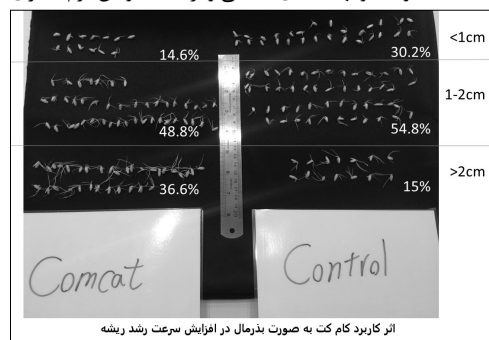 <1cm
14.6% 30.2%
1-2cm
48.8% 54.8%
>2cm
36.6% 15%
Comcat Control
اثر کاربرد کام کت به صورت بذرمال در افزایش سرعت رشد ریشه